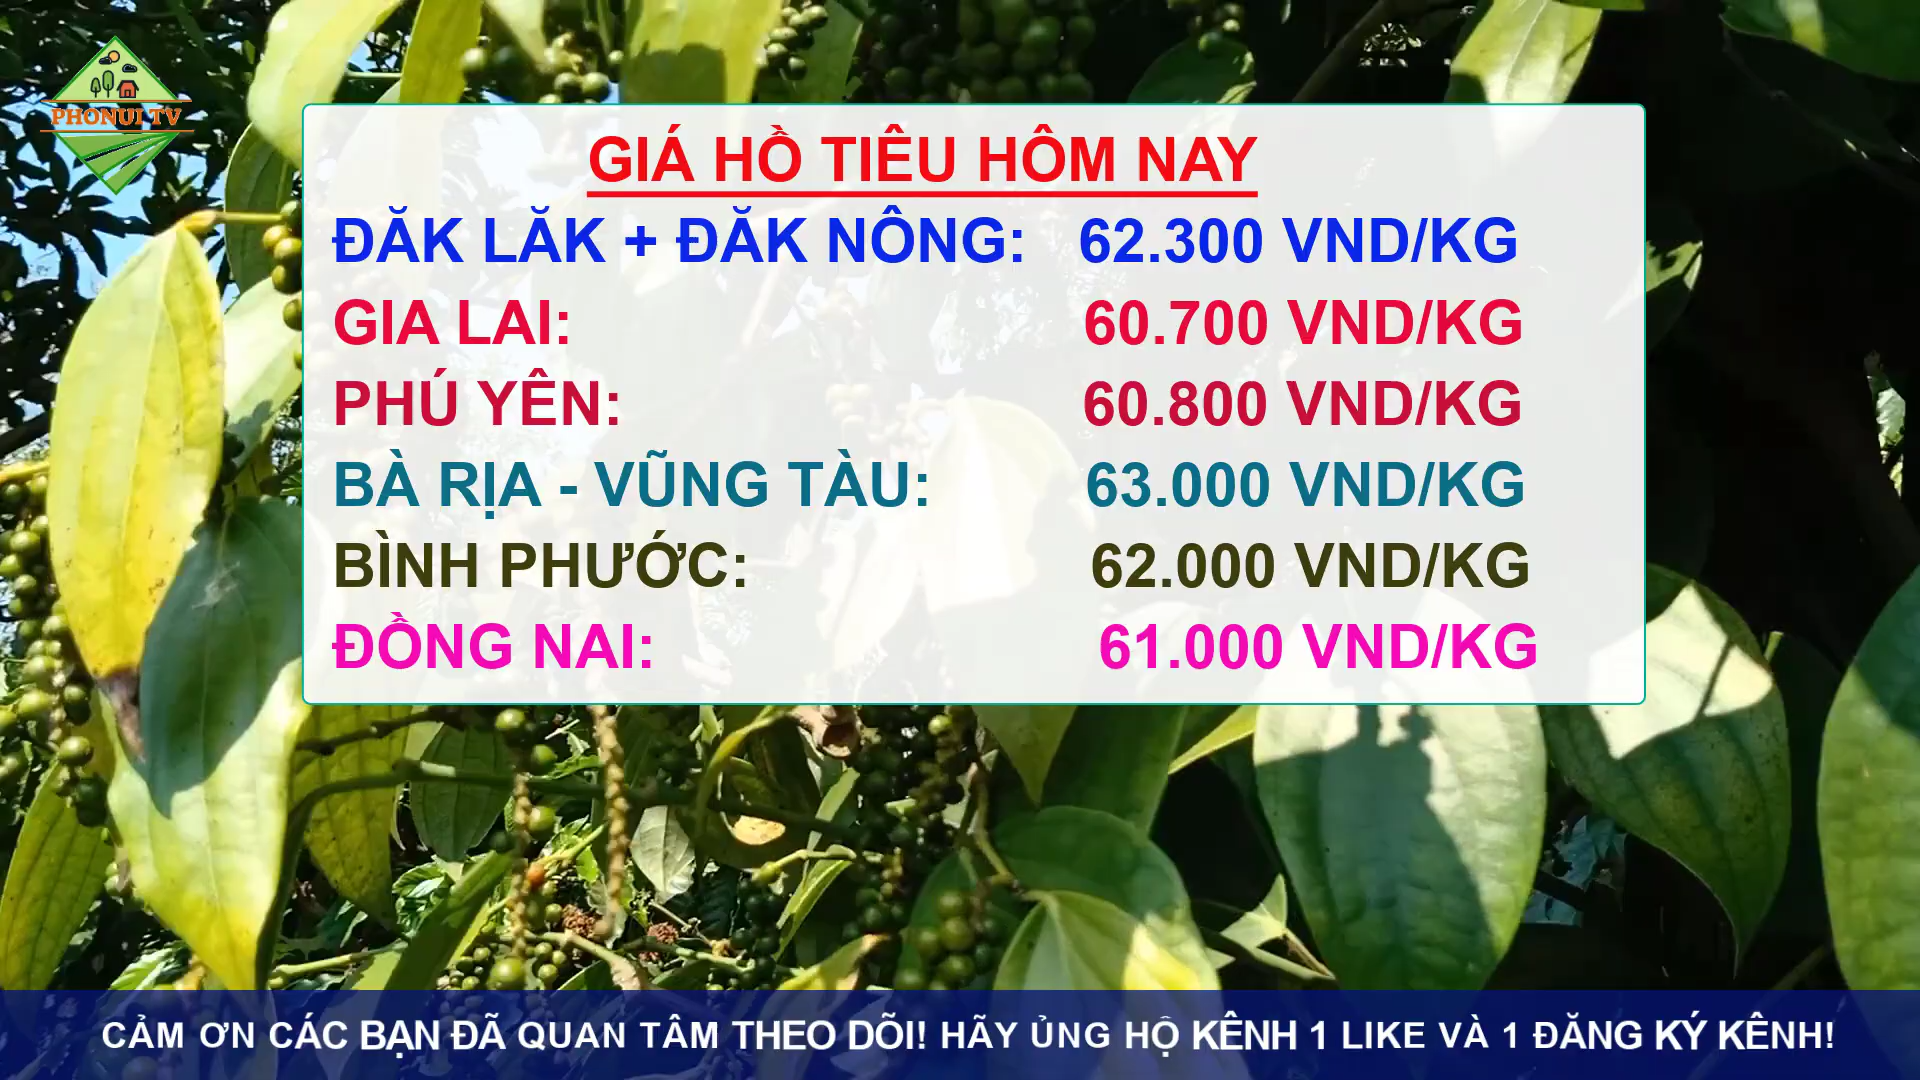 PHONUI TV
GIÁ HỒ TIÊU HÔM NAY
ĐĂK LĂK + ĐĂK NÔNG: 62.300 VND/KG
GIA LAI: 60.700 VND/KG
PHÚ YÊN: 60.800 VND/KG
BÀ RỊA - VŨNG TÀU: 63.000 VND/KG
BÌNH PHƯỚC: 62.000 VND/KG
ĐỒNG NAI: 61.000 VND/KG
CẢM ƠN CÁC BẠN ĐÃ QUAN TÂM THEO DÕI! HÃY ỦNG HỘ KÊNH 1 LIKE VÀ 1 ĐĂNG KÝ KÊNH!